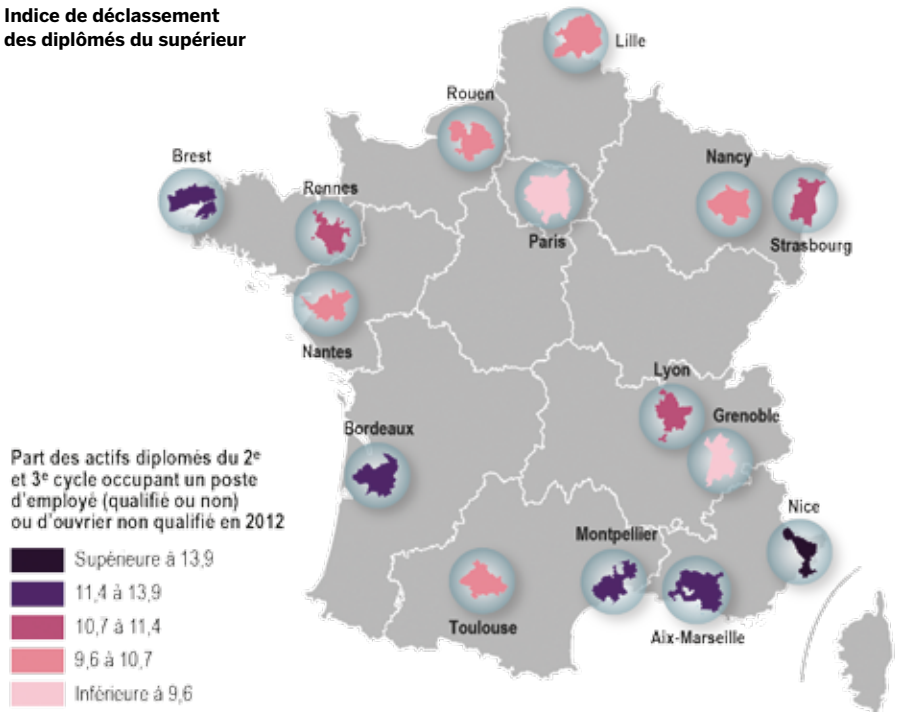 Indice de déclassement
des diplômés du supérieur
Lille
Rouen
Brest
Rennes
Nancy
Paris
Strasbourg
Nantes
Lyon
Grenoble
Bordeaux
Part des actifs diplomés du 2e
et 3e cycle occupant un poste
d'employé (qualifié ou non)
ou d'ouvrier non qualifié en 2012
Supérieure à 13,9
11,4 à 13,9
10,7 à 11,4
9,6 à 10,7
Inférieure à 9,6
Nice
Montpellier
Toulouse
Aix-Marseille